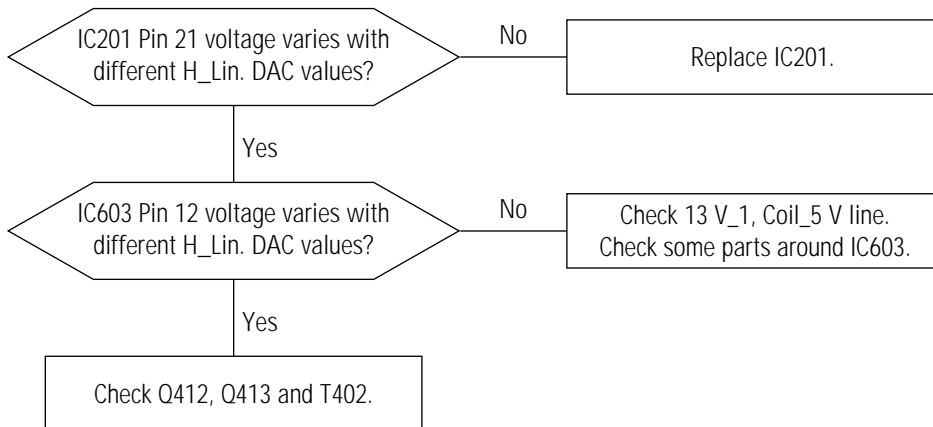 IC201 Pin 21 voltage varies with
different H_Lin. DAC values?
No
Replace IC201.
Yes
IC603 Pin 12 voltage varies with
different H_Lin. DAC values?
No
Check 13 V_1, Coil_5 V line.
Check some parts around IC603.
Yes
Check Q412, Q413 and T402.